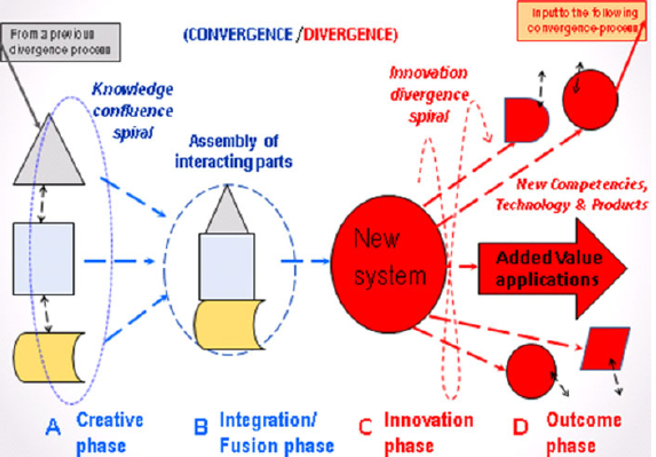 From a previous
divergence process
(CONVERGENCE /DIVERGENCE)
Input to the following
convergence process
Knowledge
confluence
spiral
Innovation
divergence
spiral
Assembly of
interacting parts
New Competencies,
Technology & Products
New
system
Added Value
applications
A Creative
phase
B Integration/
Fusion phase
C Innovation
phase
D Outcome
phase